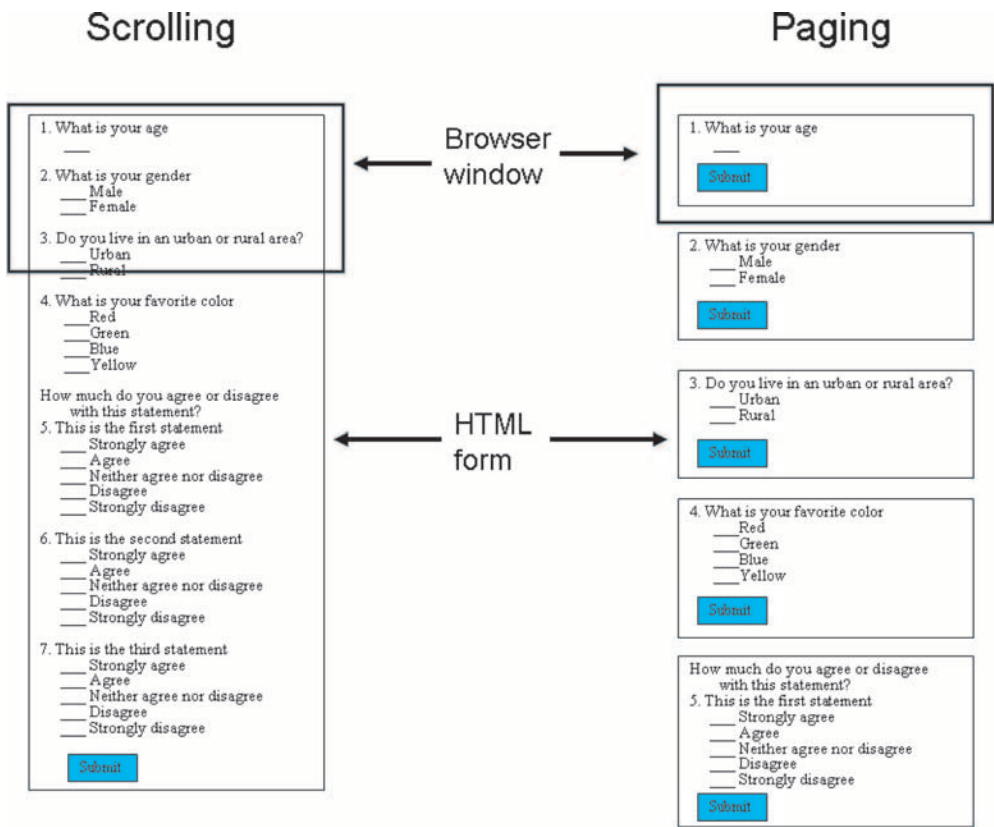 Scrolling
1. What is your age
2. What is your gender
Male
Female
3. Do you live in an urban or rural area?
Urban
Rural
4. What is your favorite color
Red
Green
Blue
Yellow
How much do you agree or disagree
with this statement?
5. This is the first statement
Strongly agree
Agree
Neither agree nor disagree
Disagree
Strongly disagree
6. This is the second statement
Strongly agree
Agree
Neither agree nor disagree
Disagree
Strongly disagree
7. This is the third statement
Strongly agree
Agree
Neither agree nor disagree
Disagree
Strongly disagree
Submit
Browser
window
HTML
form
Paging
1. What is your age
Submit
2. What is your gender
Male
Female
Submit
3. Do you live in an urban or rural area?
Urban
Rural
Submit
4. What is your favorite color
Red
Green
Blue
Yellow
Submit
How much do you agree or disagree
with this statement?
5. This is the first statement
Strongly agree
Agree
Neither agree nor disagree
Disagree
Strongly disagree
Submit